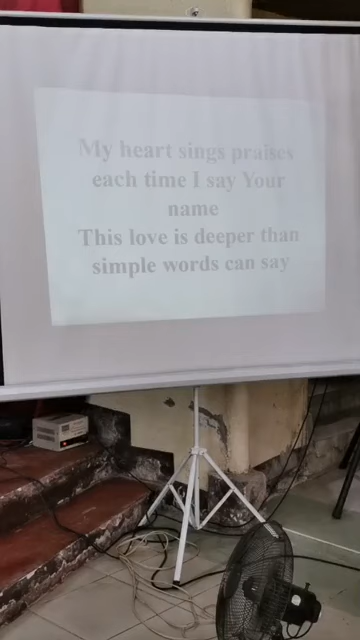 My heart sings praises
each time I say Your
name
This love is deeper than
simple words can say